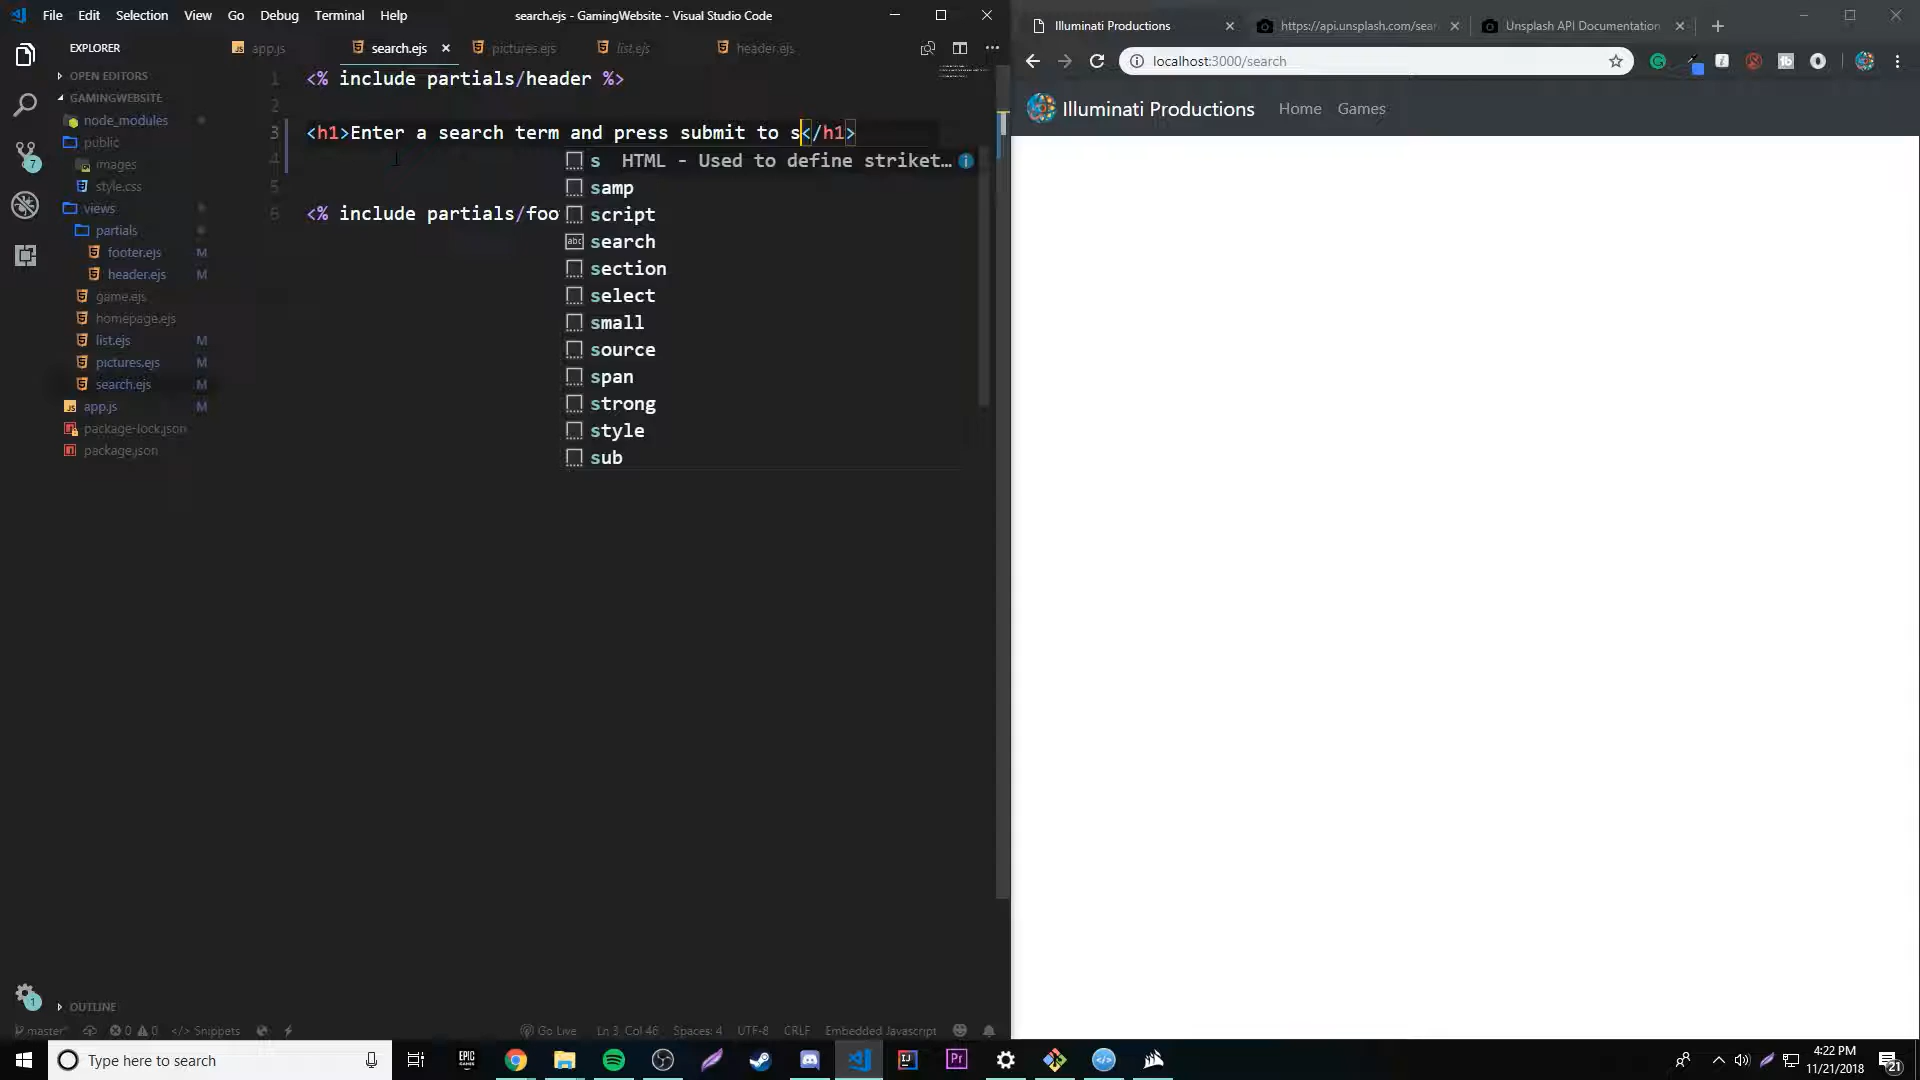 File Edit Selection View Go Debug Terminal Help
search.ejs - GamingWebsite - Visual Studio Code
EXPLORER
app.js
search.ejs
pictures.ejs
list.ejs
header.ejs
OPEN EDITORS
GAMINGWEBSITE
node_modules
public
images
style.css
views
partials
footer.ejs M
header.ejs M
game.ejs
homepage.ejs
list.ejs M
pictures.ejs M
search.ejs M
app.js M
package-lock.json
package.json
OUTLINE
7
1
1 <% include partials/header %>
2
3 <h1>Enter a search term and press submit to s</h1>
4
5
6 <% include partials/foo
s HTML - Used to define striket…
samp
script
search
section
select
small
source
span
strong
style
sub
master* 0 0 </> Snippets
Go Live Ln 3, Col 46 Spaces: 4 UTF-8 CRLF Embedded Javascript
Illuminati Productions
https://api.unsplash.com/sear
Unsplash API Documentation
localhost:3000/search
Illuminati Productions Home Games
Type here to search
EPIC GAMES
Pr
4:22 PM
11/21/2018
21